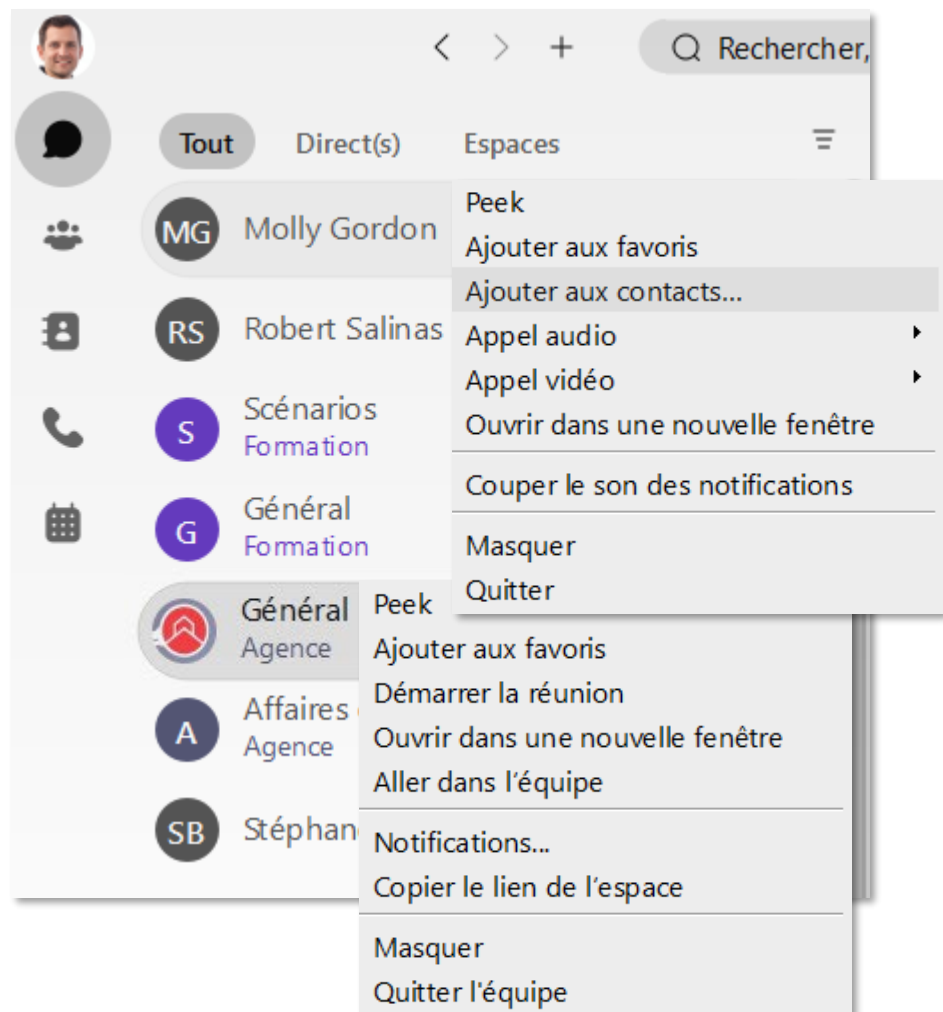 Rechercher,
Tout Direct(s) Espaces
MG Molly Gordon
RS Robert Salinas
S Scénarios
Formation
G Général
Formation
Général
Agence
A Affaires
Agence
SB Stéphan
Peek
Ajouter aux favoris
Ajouter aux contacts...
Appel audio
Appel vidéo
Ouvrir dans une nouvelle fenêtre
Couper le son des notifications
Masquer
Quitter
Peek
Ajouter aux favoris
Démarrer la réunion
Ouvrir dans une nouvelle fenêtre
Aller dans l’équipe
Notifications...
Copier le lien de l’espace
Masquer
Quitter l'équipe